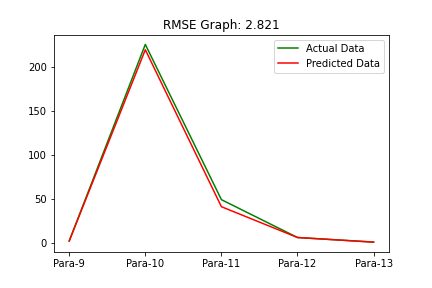 RMSE Graph: 2.821
Actual Data
Predicted Data
200
150
100
50
0
Para-9 Para-10 Para-11 Para-12 Para-13